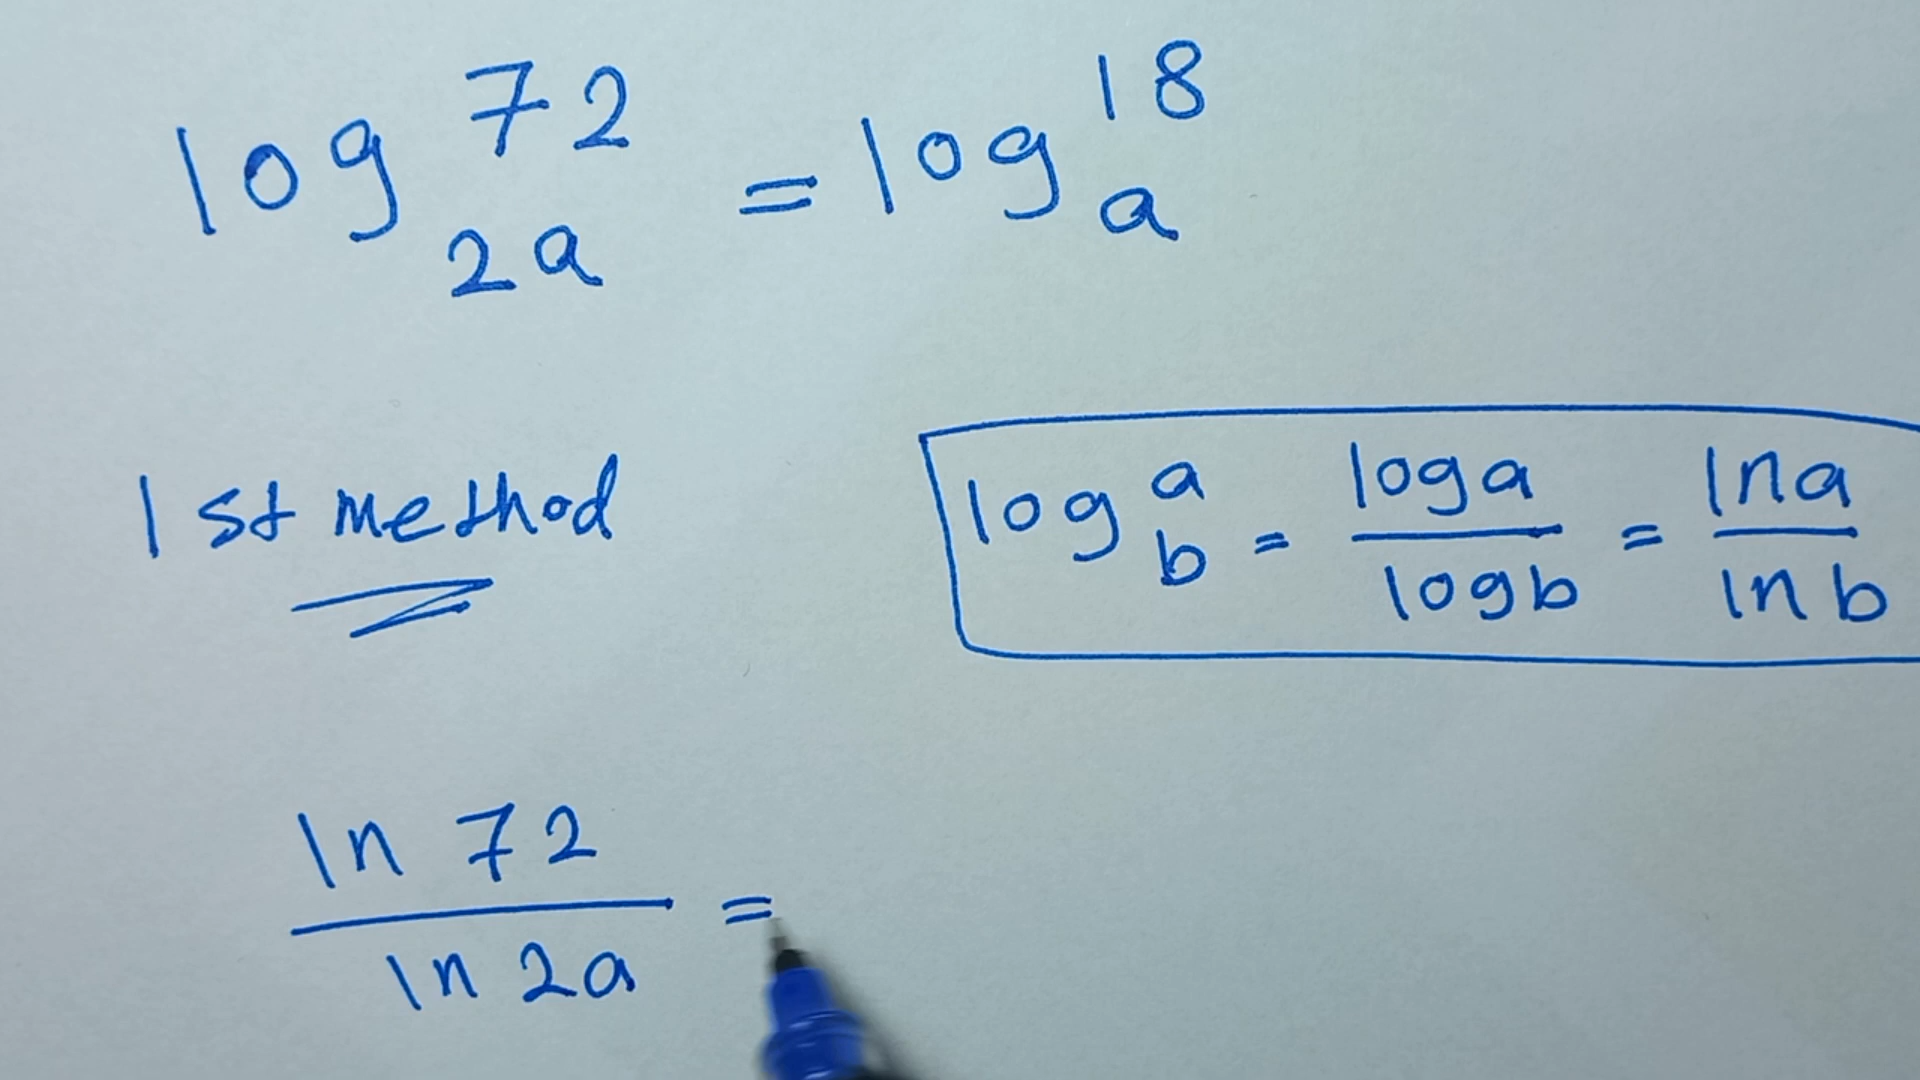 log 72 2a = log 18 a
1st method
log a b = log a / log b = ln a / ln b
ln 72 / ln 2a =